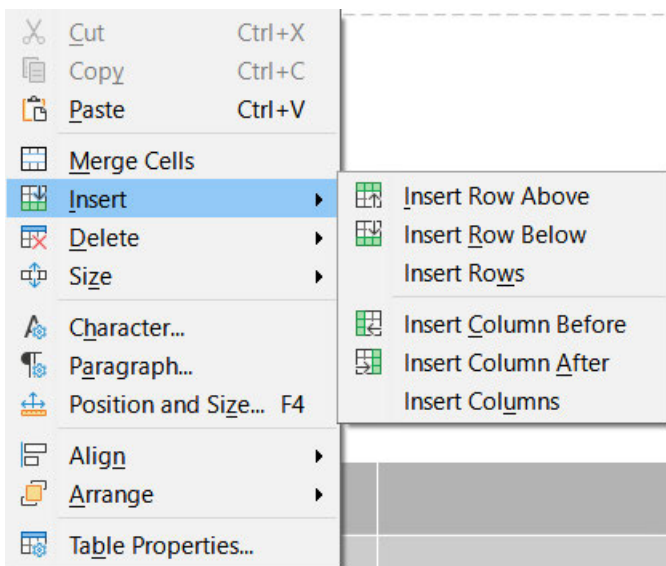 Cut Ctrl+X
Copy Ctrl+C
Paste Ctrl+V
Merge Cells
Insert
Delete
Size
Character...
Paragraph...
Position and Size... F4
Align
Arrange
Table Properties...
Insert Row Above
Insert Row Below
Insert Rows
Insert Column Before
Insert Column After
Insert Columns